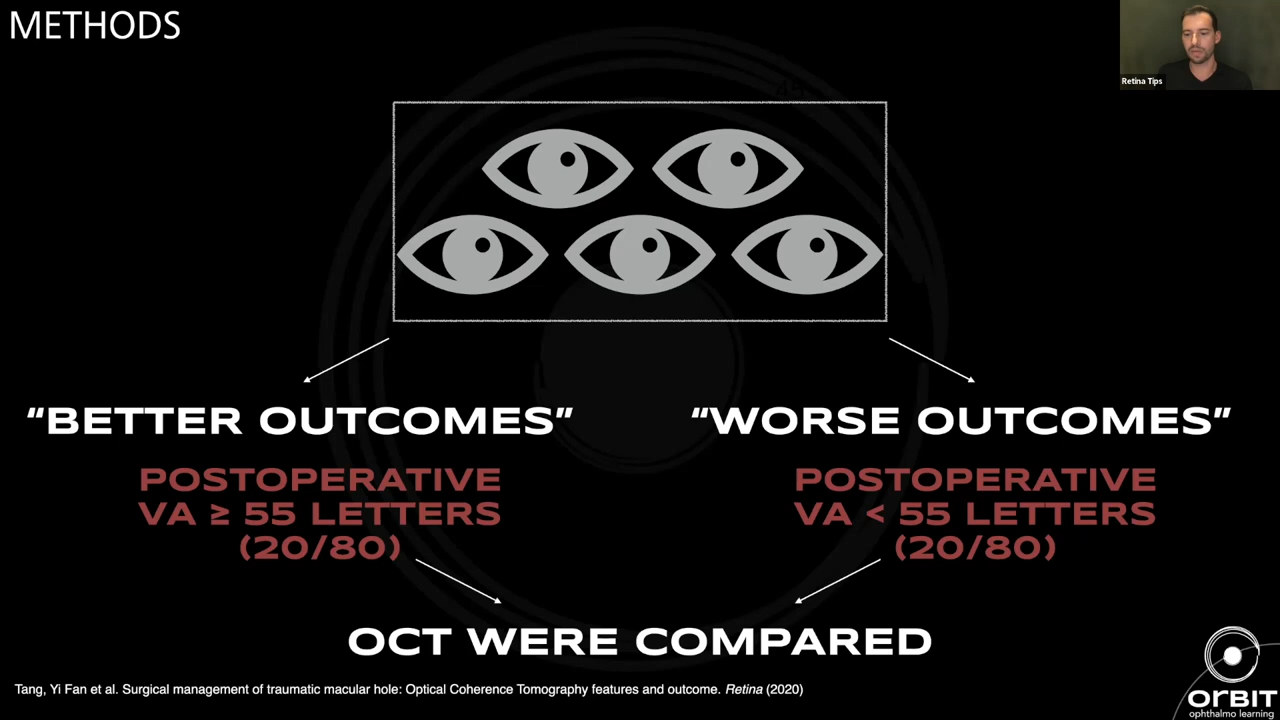 METHODS
Retina Tips
“BETTER OUTCOMES”
“WORSE OUTCOMES”
POSTOPERATIVE
VA ≥ 55 LETTERS
(20/80)
POSTOPERATIVE
VA < 55 LETTERS
(20/80)
OCT WERE COMPARED
Tang, Yi Fan et al. Surgical management of traumatic macular hole: Optical Coherence Tomography features and outcome. Retina (2020)
orBIT
ophthalmo learning